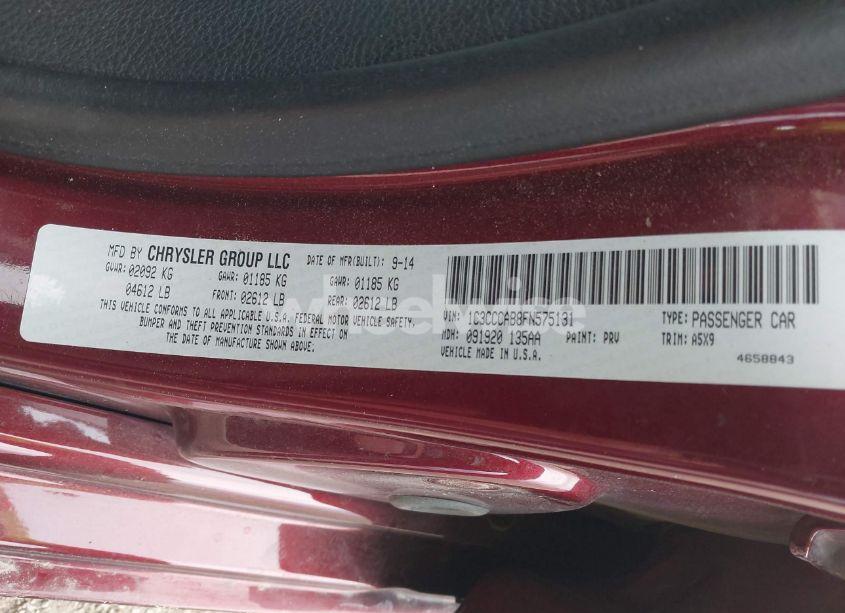 MFD BY CHRYSLER GROUP LLC DATE OF MFR(BUILT): 9-14
GVWR: 02092 KG GAWR: 01185 KG GAWR: 01185 KG
04612 LB FRONT: 02612 LB REAR: 02612 LB
THIS VEHICLE CONFORMS TO ALL APPLICABLE
U.S.A. FEDERAL MOTOR VEHICLE SAFETY,
BUMPER AND THEFT PREVENTION STANDARDS IN EFFECT ON
THE DATE OF MANUFACTURE SHOWN ABOVE:
VIN: 1C3CCCAB8FN575131 TYPE: PASSENGER CAR
MDH: 091920 135AA PAINT: PRV TRIM: A5X9
VEHICLE MADE IN U.S.A. 4658843